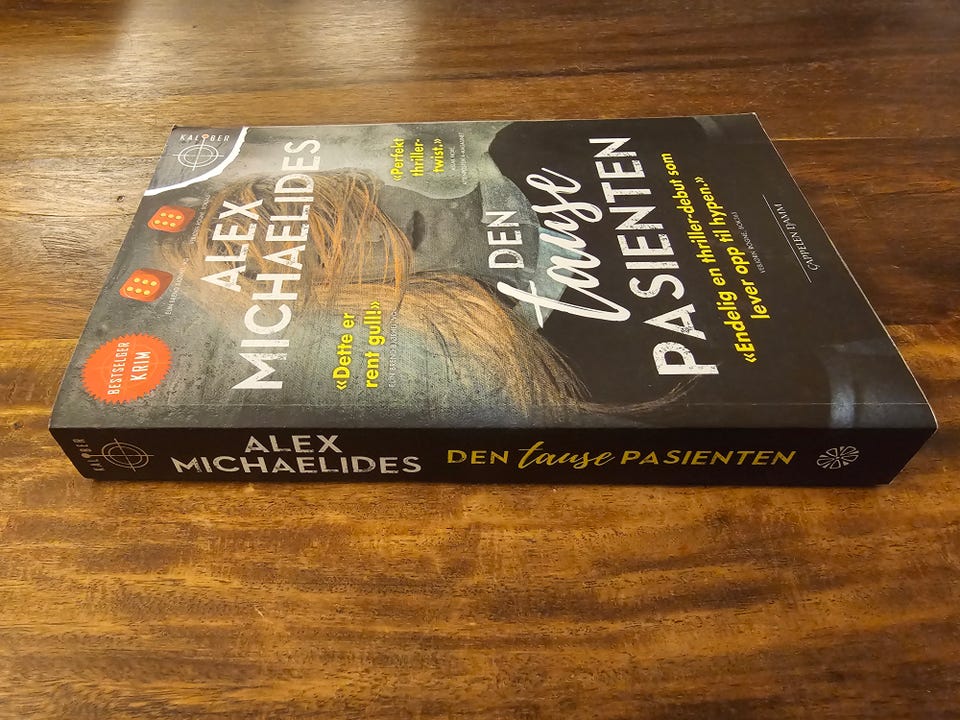 KALIBER
ALEX
MICHAELIDES
«Perfekt
thriller-
twist.»
BESTSELGER
KRIM
«Dette er
rent gull!»
DEN
tause
PASIENTEN
«Endelig en thriller-debut som
lever opp til hypen.»
CAPPELEN DAMM
KALIBER
ALEX
MICHAELIDES
DEN tause PASIENTEN